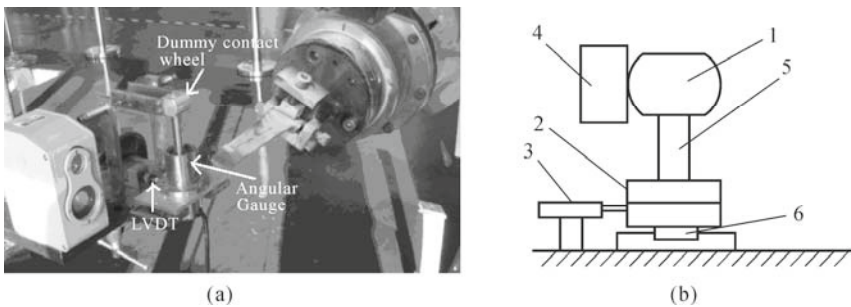 Dummy contact
wheel
Angular
Gauge
LVDT
(a)
4
1
5
2
3
6
(b)